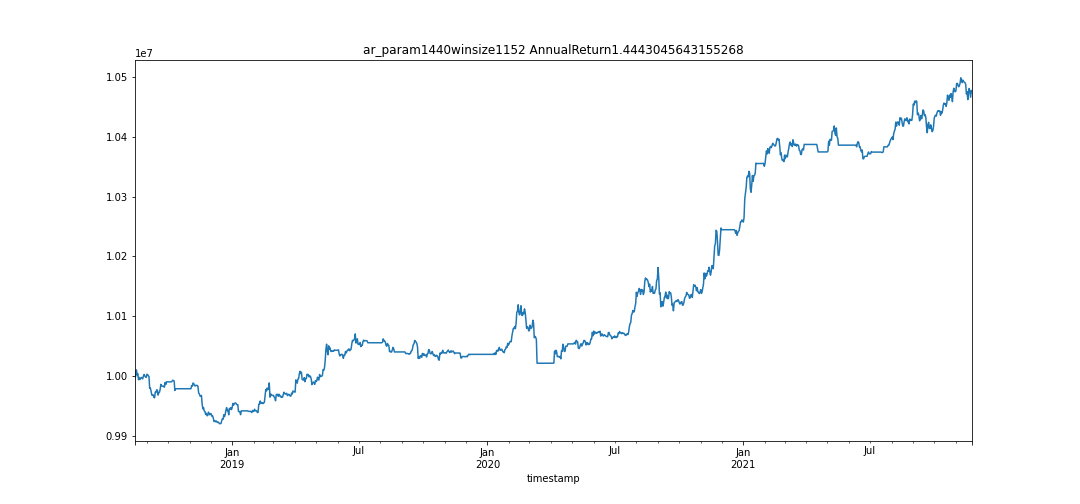 ar_param1440winsize1152 AnnualReturn1.4443045643155268
1e7
1.05
1.04
1.03
1.02
1.01
1.00
0.99
Jan Jul Jan Jul Jan Jul
2019 2020 2021
timestamp